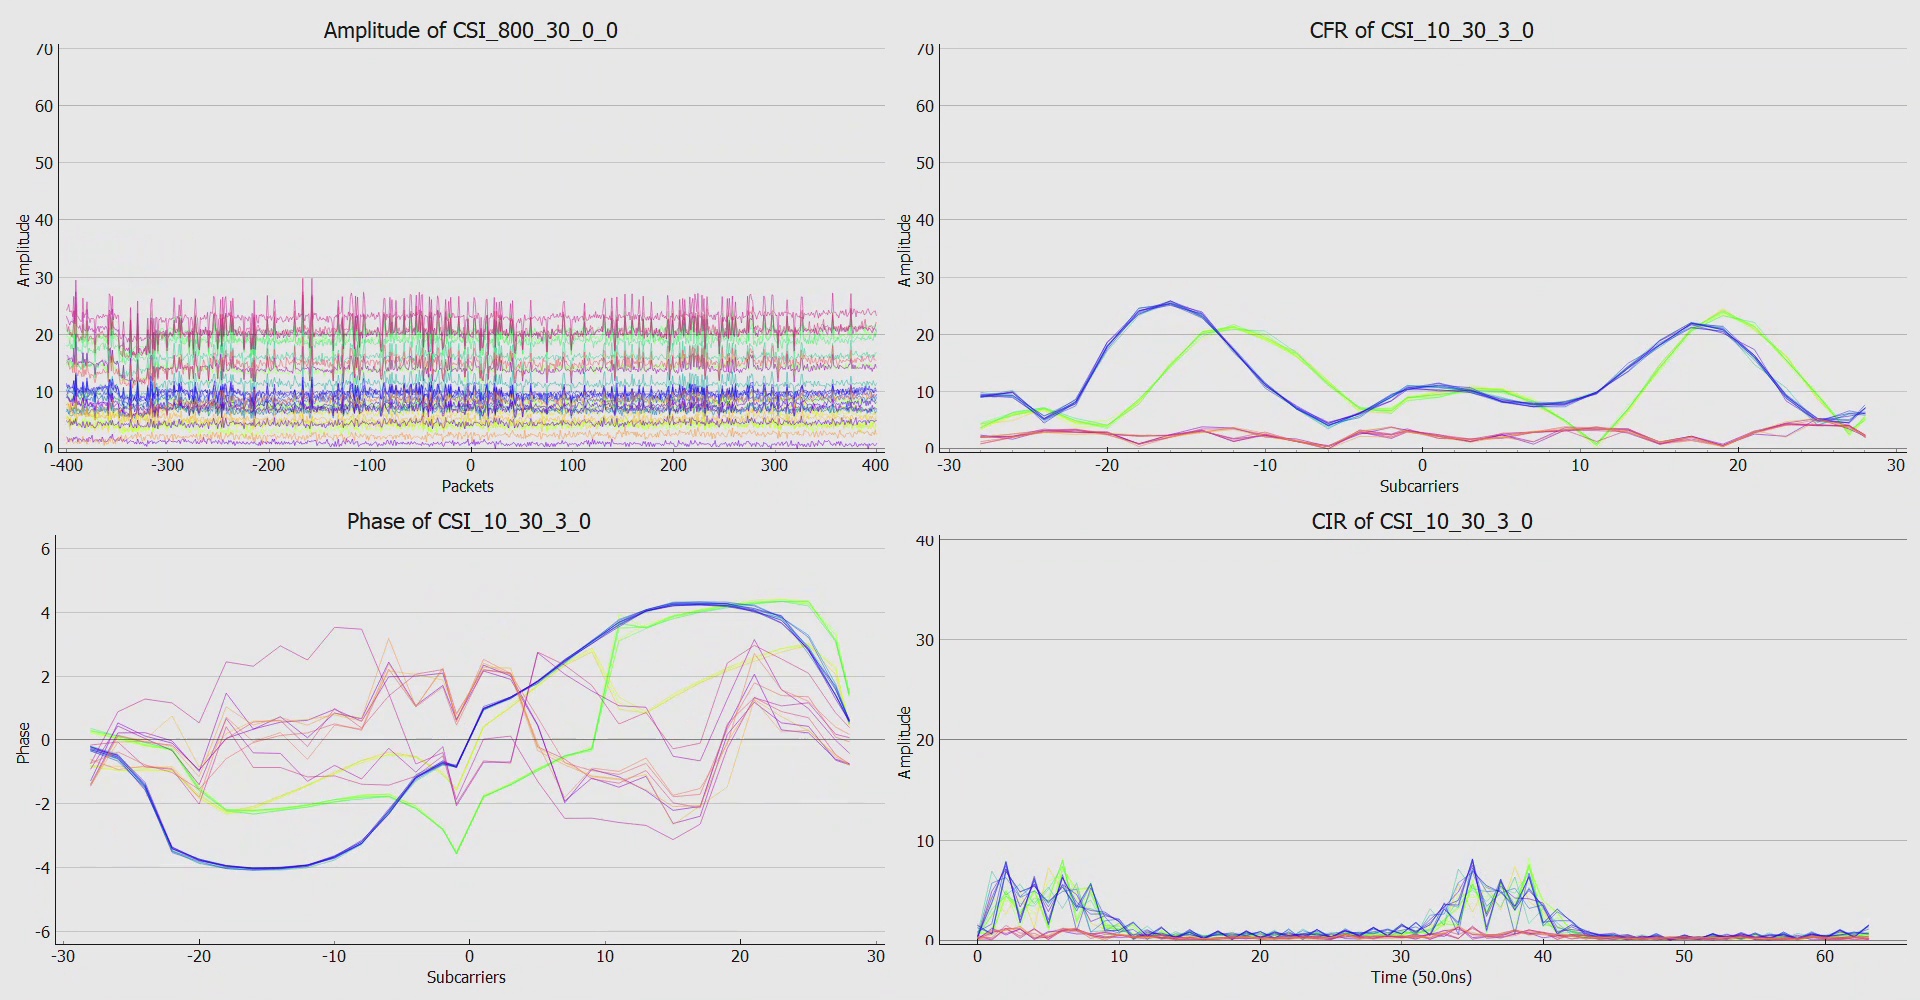 Amplitude of CSI_800_30_0_0
70
60
50
40
30
20
10
0
Amplitude
-400 -300 -200 -100 0 100 200 300 400
Packets
CFR of CSI_10_30_3_0
70
60
50
40
30
20
10
0
Amplitude
-30 -20 -10 0 10 20 30
Subcarriers
Phase of CSI_10_30_3_0
6
4
2
0
-2
-4
-6
Phase
-30 -20 -10 0 10 20 30
Subcarriers
CIR of CSI_10_30_3_0
40
30
20
10
0
Amplitude
0 10 20 30 40 50 60
Time (50.0ns)